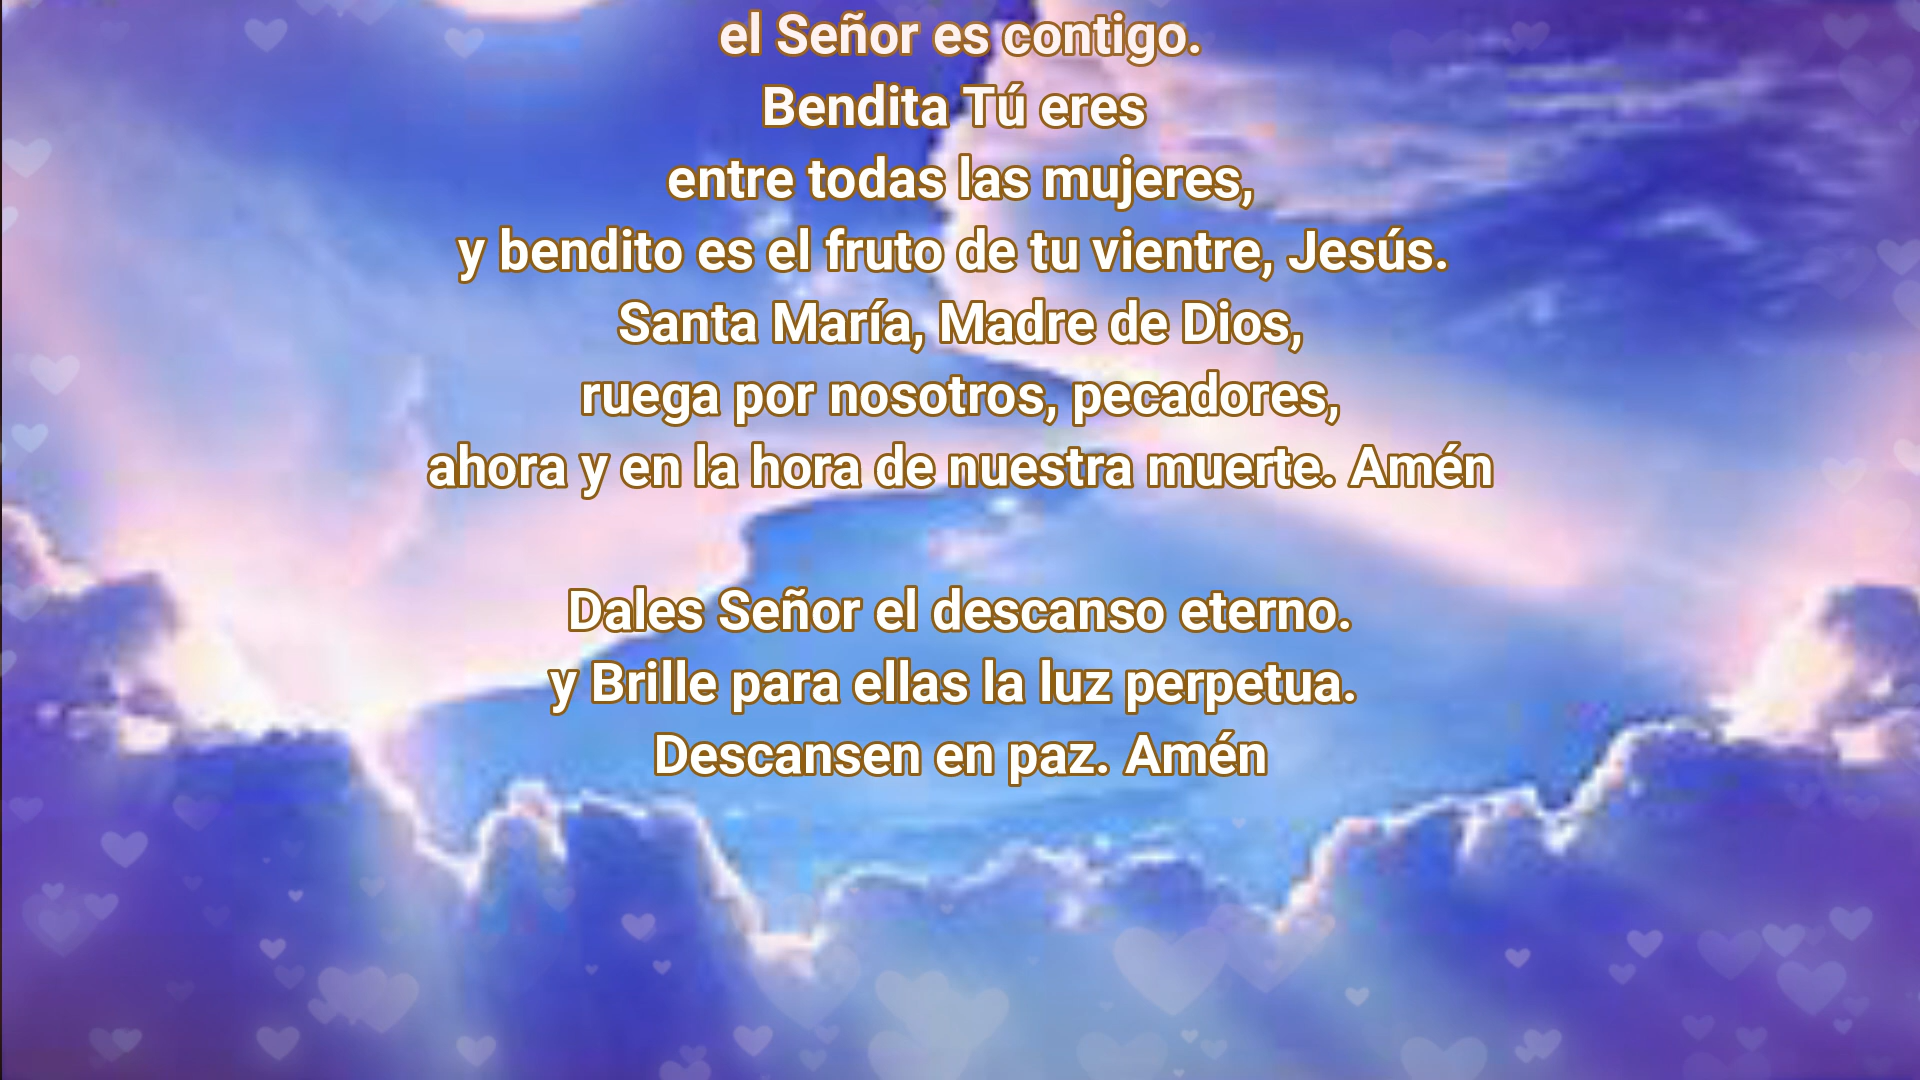 el Señor es contigo.
Bendita Tú eres
entre todas las mujeres,
y bendito es el fruto de tu vientre, Jesús.
Santa María, Madre de Dios,
ruega por nosotros, pecadores,
ahora y en la hora de nuestra muerte. Amén
Dales Señor el descanso eterno.
y Brille para ellas la luz perpetua.
Descansen en paz. Amén